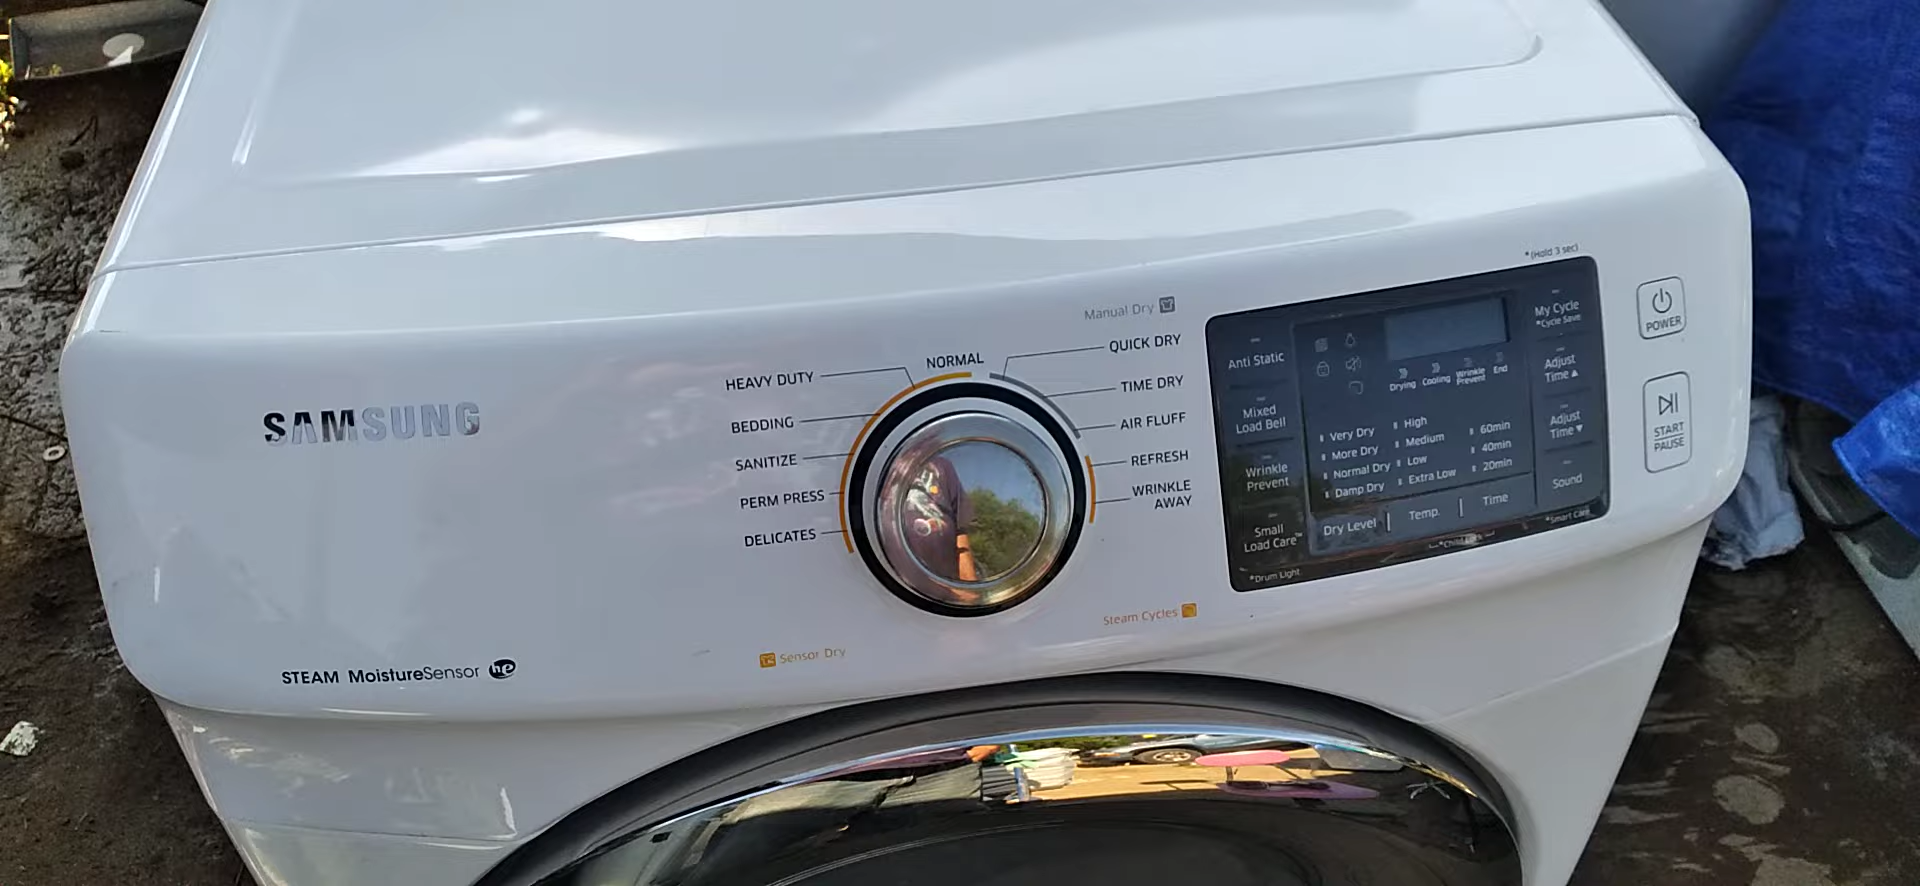 *(Hold 3 sec)
Manual Dry
NORMAL
QUICK DRY
HEAVY DUTY
TIME DRY
BEDDING
AIR FLUFF
SANITIZE
REFRESH
PERM PRESS
WRINKLE
AWAY
DELICATES
SAMSUNG
STEAM MoistureSensor he
Sensor Dry
Steam Cycles
Anti Static
Mixed
Load Bell
Wrinkle
Prevent
Small
Load Care™
*Drum Light
Drying
Cooling
Wrinkle
Prevent
End
Very Dry
More Dry
Normal Dry
Damp Dry
High
Medium
Low
Extra Low
60min
40min
20min
Dry Level
Temp.
Time
*Child Lock
My Cycle
*Cycle Save
Adjust
Time ▲
Adjust
Time ▼
Sound
*Smart Care
POWER
START
PAUSE